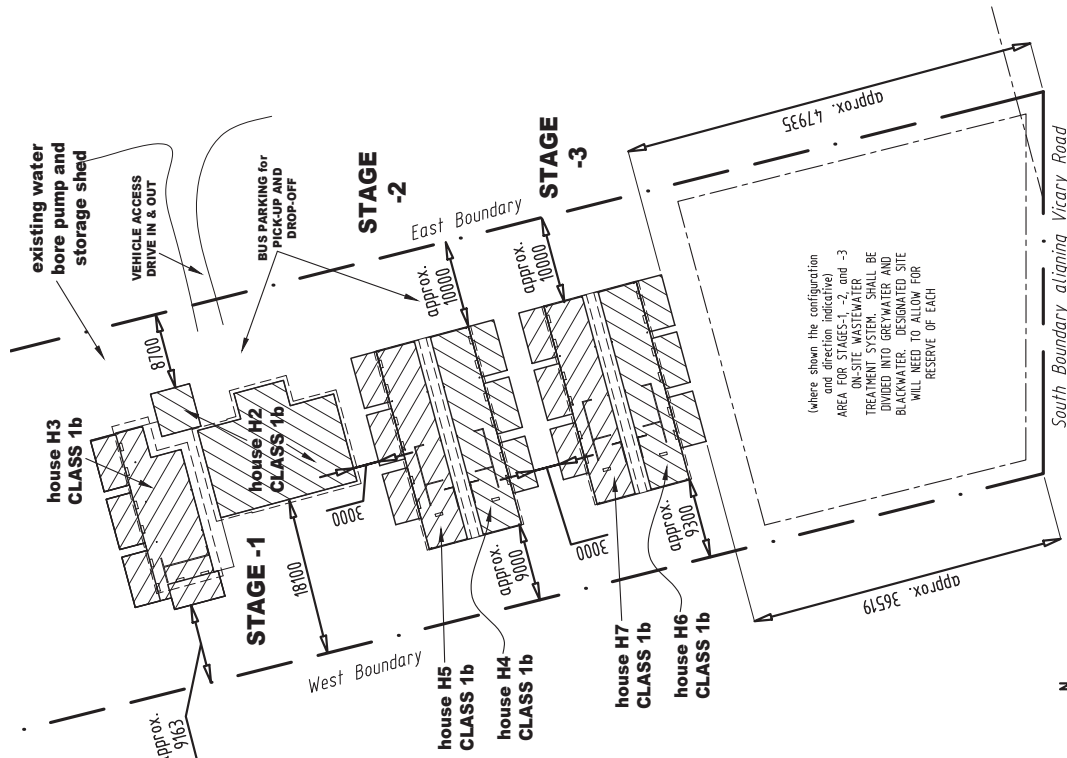 existing water
bore pump and
storage shed
VEHICLE ACCESS
DRIVE IN & OUT
BUS PARKING for
PICK-UP AND
DROP-OFF
STAGE
-2
STAGE
-3
East Boundary
approx. 47935
8700
house H3
CLASS 1b
house H2
CLASS 1b
approx.
10000
approx.
10000
3000
STAGE -1
18100
approx.
9000
3000
approx.
9300
West Boundary
approx.
9163
house H5
CLASS 1b
house H4
CLASS 1b
house H7
CLASS 1b
house H6
CLASS 1b
approx. 36519
(where shown the configuration
and direction indicative)
AREA FOR STAGES-1, -2, and -3
ON-SITE WASTEWATER
TREATMENT SYSTEM. SHALL BE
DIVIDED INTO GREYWATER AND
BLACKWATER. DESIGNATED SITE
WILL NEED TO ALLOW FOR
RESERVE OF EACH
South Boundary aligning Vicary Road
N